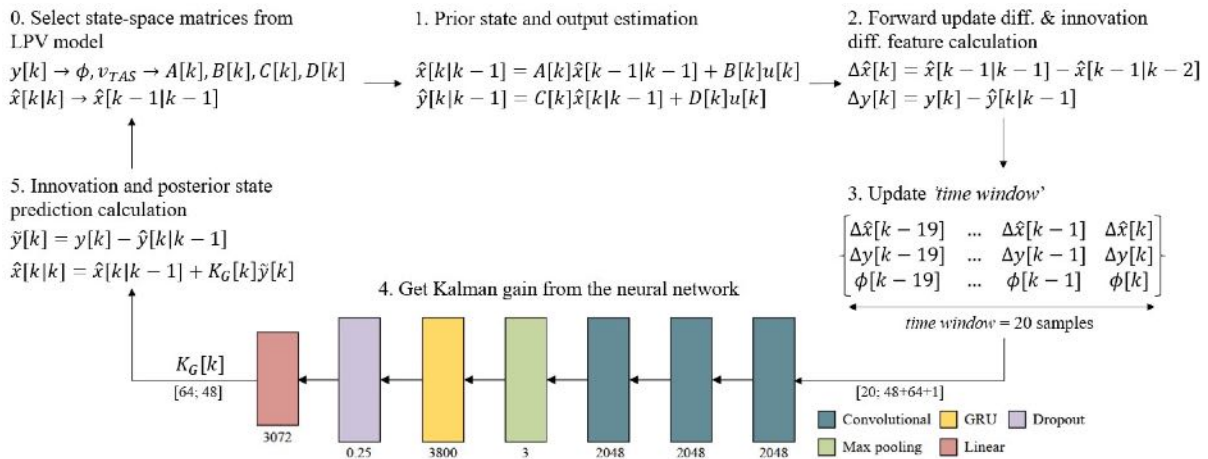 0. Select state-space matrices from
LPV model
y[k] → ϕ, v_TAS → A[k], B[k], C[k], D[k]
x̂[k|k] → x̂[k − 1|k − 1]
1. Prior state and output estimation
x̂[k|k − 1] = A[k]x̂[k − 1|k − 1] + B[k]u[k]
ŷ[k|k − 1] = C[k]x̂[k|k − 1] + D[k]u[k]
2. Forward update diff. & innovation
diff. feature calculation
Δx̂[k] = x̂[k − 1|k − 1] − x̂[k − 1|k − 2]
Δy[k] = y[k] − ŷ[k|k − 1]
3. Update 'time window'
Δx̂[k − 19] ... Δx̂[k − 1] Δx̂[k]
Δy[k − 19] ... Δy[k − 1] Δy[k]
ϕ[k − 19] ... ϕ[k − 1] ϕ[k]
time window = 20 samples
[20; 48+64+1]
4. Get Kalman gain from the neural network
3072
0.25
3800
3
2048
2048
2048
Convolutional
GRU
Dropout
Max pooling
Linear
K_G[k]
[64; 48]
5. Innovation and posterior state
prediction calculation
ỹ[k] = y[k] − ŷ[k|k − 1]
x̂[k|k] = x̂[k|k − 1] + K_G[k]ỹ[k]